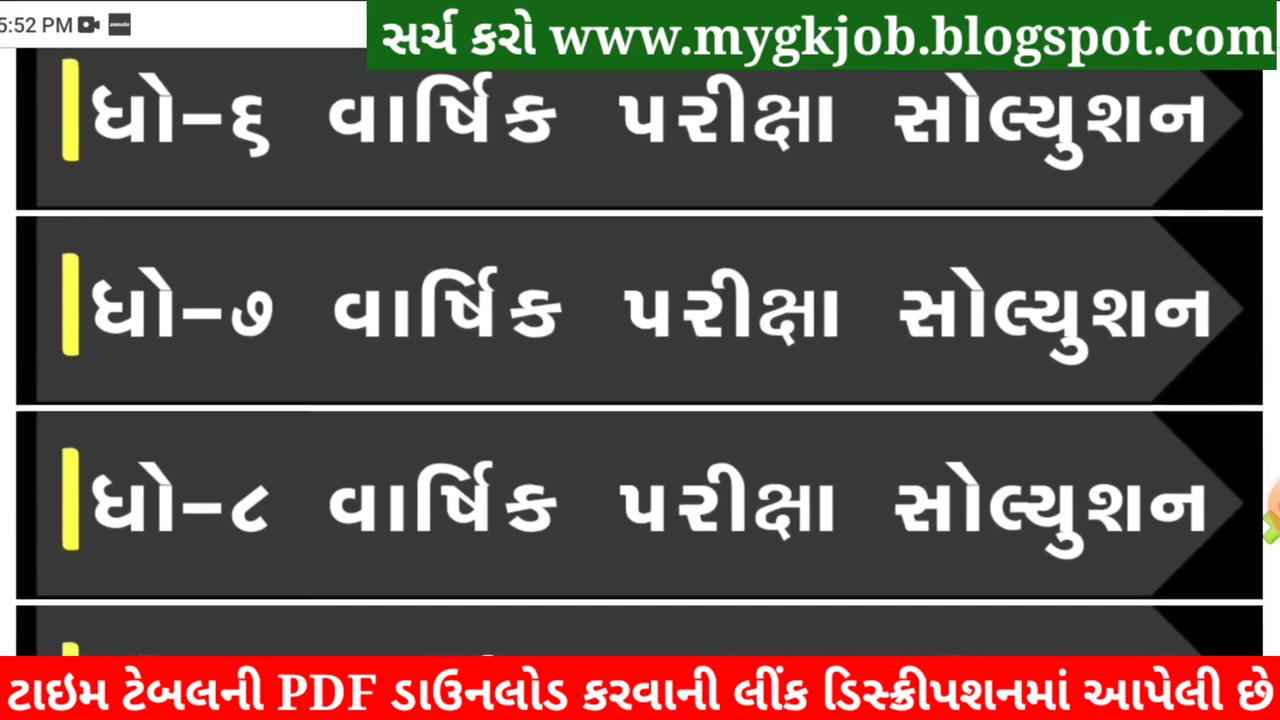 5:52 PM
સર્ચ કરો www.mygkjob.blogspot.com
ધો-૬ વાર્ષિક પરીક્ષા સોલ્યુશન
ધો-૭ વાર્ષિક પરીક્ષા સોલ્યુશન
ધો-૮ વાર્ષિક પરીક્ષા સોલ્યુશન
ટાઇમ ટેબલની PDF ડાઉનલોડ કરવાની લીંક ડિસ્ક્રીપશનમાં આપેલી છે